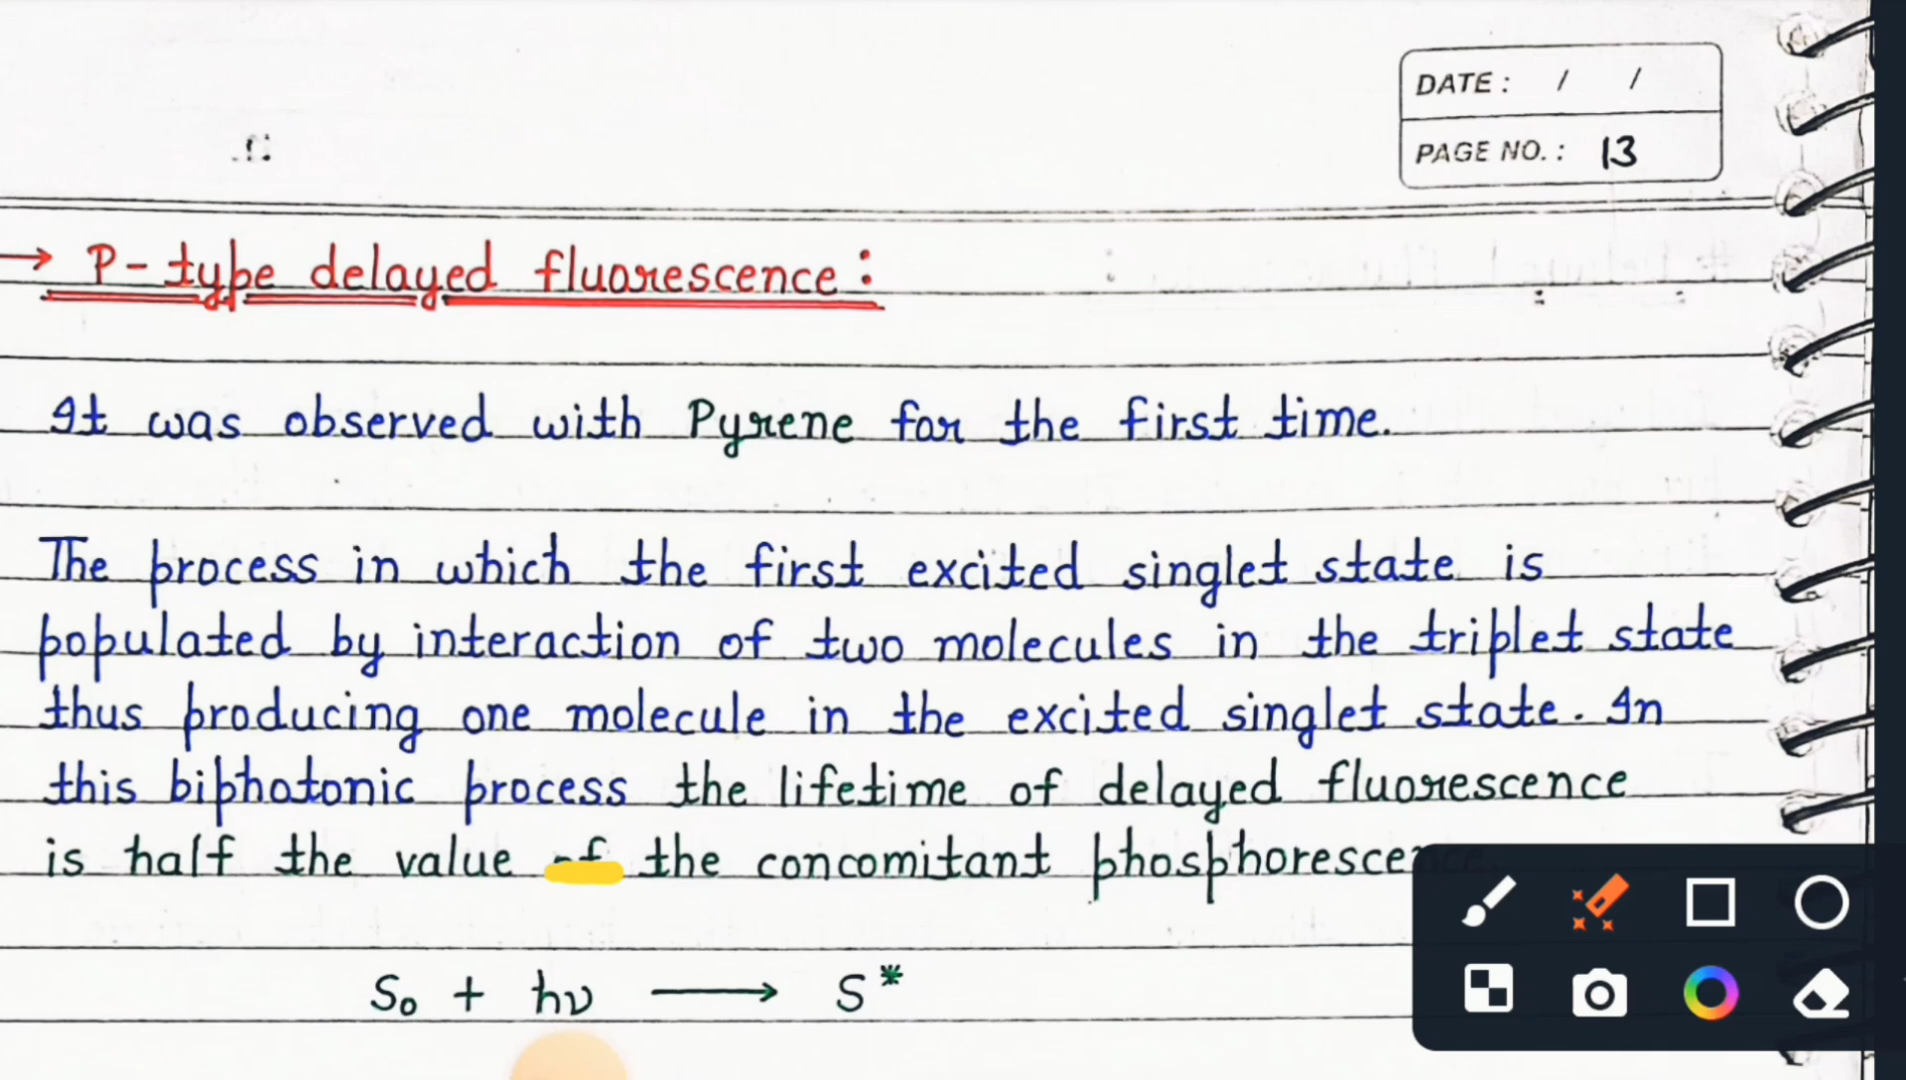 DATE : / /
PAGE NO. : 13
→ P-type delayed fluorescence :
It was observed with Pyrene for the first time.
The process in which the first excited singlet state is
populated by interaction of two molecules in the triplet state
thus producing one molecule in the excited singlet state. In
this biphotonic process the lifetime of delayed fluorescence
is half the value of the concomitant phosphorescence.
S₀ + hν ⟶ S*